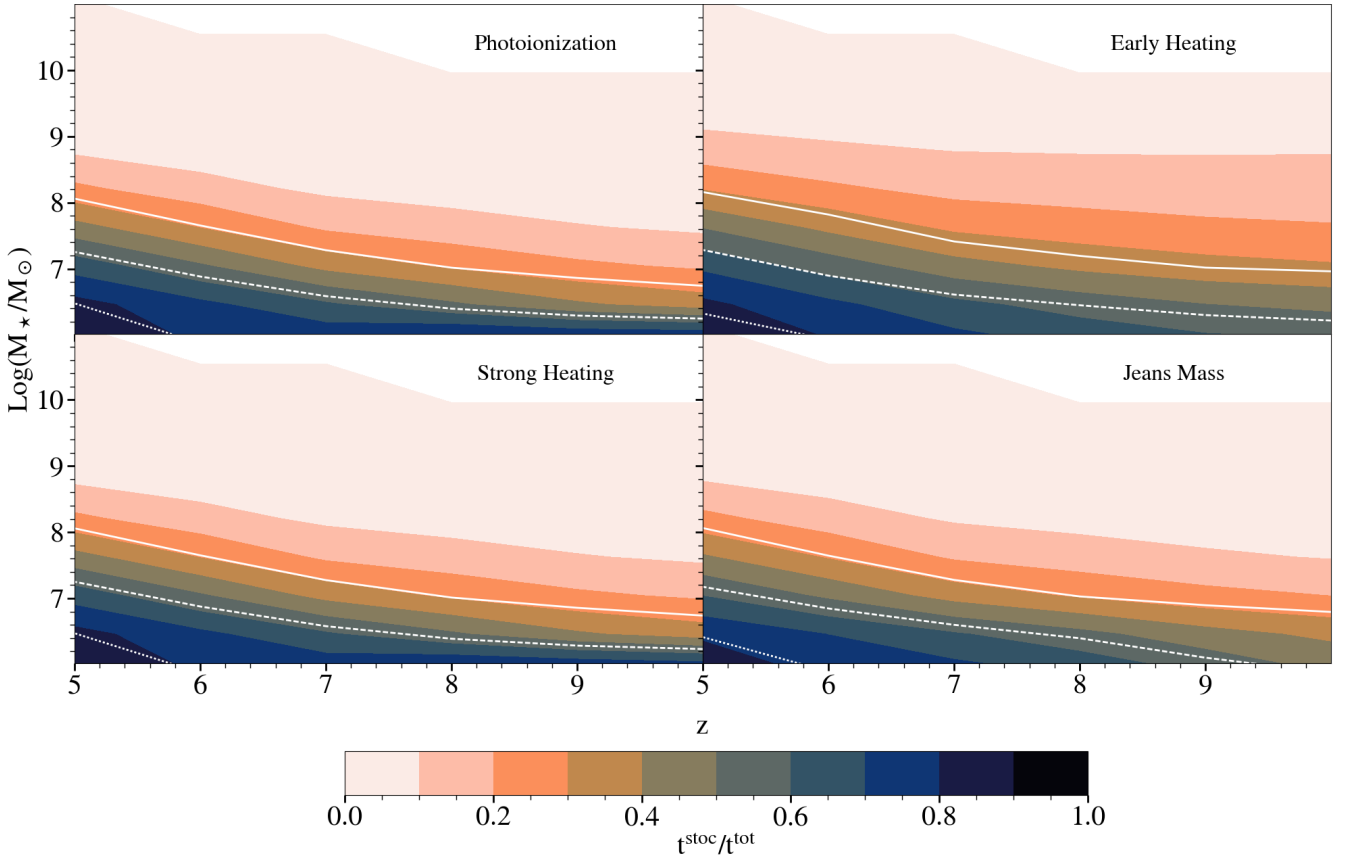 Photoionization
Early Heating
10
9
8
7
Strong Heating
Jeans Mass
10
9
8
7
Log(M⋆/M⊙)
5 6 7 8 9 5 6 7 8 9
z
0.0 0.2 0.4 0.6 0.8 1.0
t^stoc/t^tot